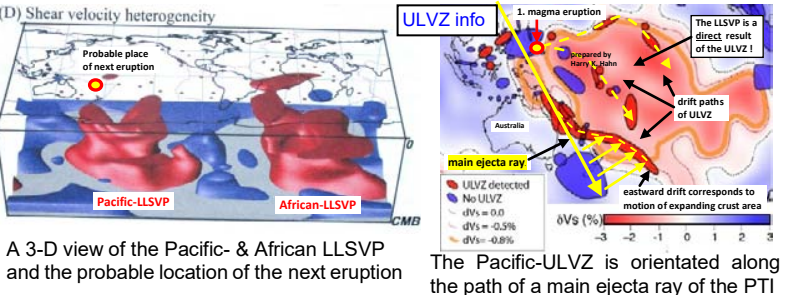 (D) Shear velocity heterogeneity
Probable place
of next eruption
0
Pacific-LLSVP
African-LLSVP
CMB
A 3-D view of the Pacific- & African LLSVP
and the probable location of the next eruption
ULVZ info
1. magma eruption
The LLSVP is a
direct result
of the ULVZ !
prepared by
Harry K. Hahn
drift paths
of ULVZ
Australia
main ejecta ray
eastward drift corresponds to
motion of expanding crust area
ULVZ detected
No ULVZ
dVs = 0.0
dVs = -0.5%
dVs= -0.8%
δVs (%)
-3 -2 -1 0 1 2 3
The Pacific-ULVZ is orientated along
the path of a main ejecta ray of the PTI